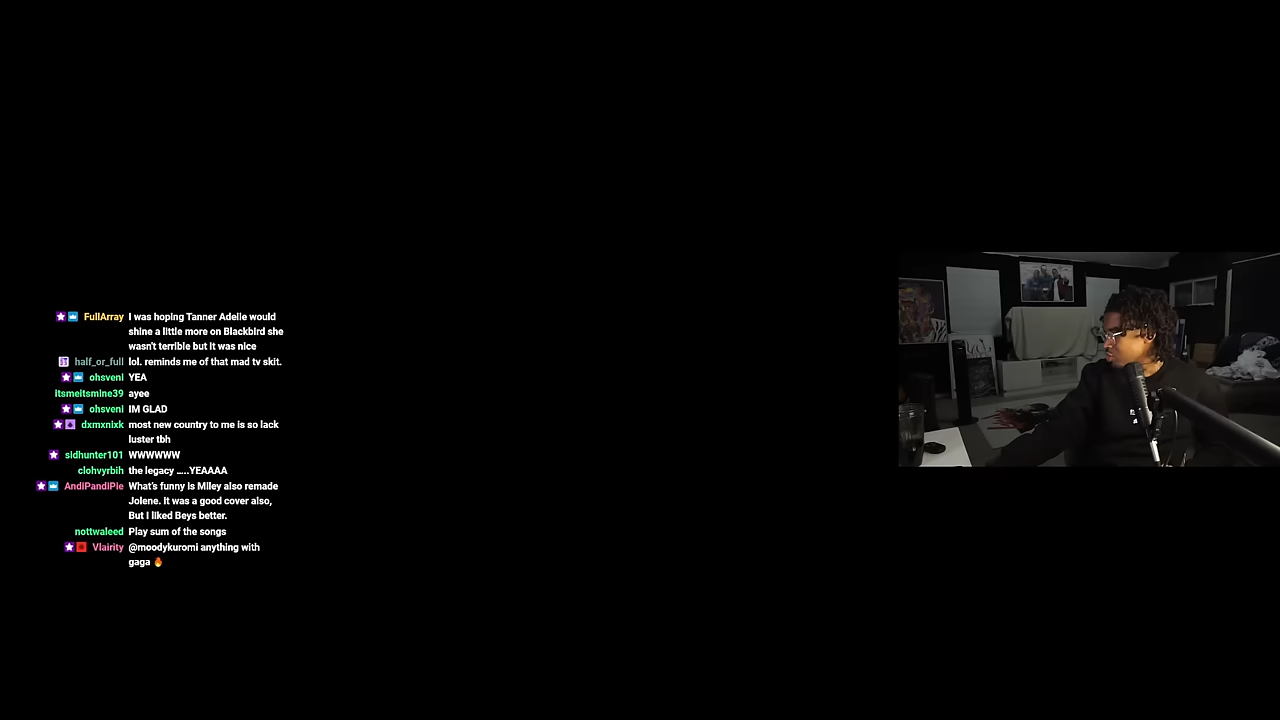 FullArray I was hoping Tanner Adelle would
shine a little more on Blackbird she
wasn't terrible but it was nice
half_or_full lol. reminds me of that mad tv skit.
ohsveni YEA
itsmeitsmine39 ayee
ohsveni IM GLAD
dxmxnixk most new country to me is so lack
luster tbh
sldhunter101 WWWWWW
clohvyrbih the legacy .....YEAAAA
AndiPandiPie What's funny is Miley also remade
Jolene. It was a good cover also,
But I liked Beys better.
nottwaleed Play sum of the songs
Vlairity @moodykuromi anything with
gaga 🔥